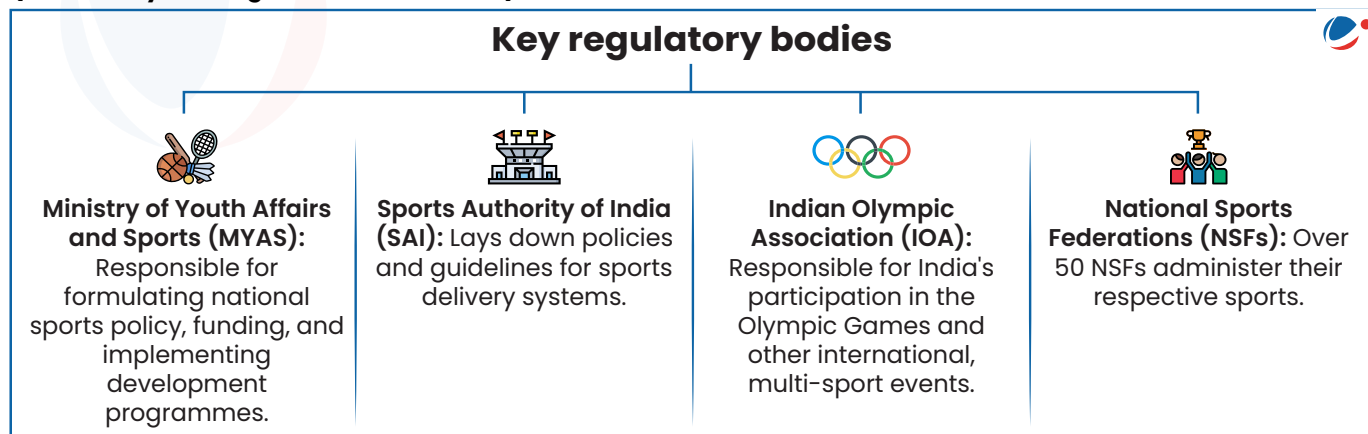 Key regulatory bodies
Ministry of Youth Affairs
and Sports (MYAS):
Responsible for
formulating national
sports policy, funding, and
implementing
development
programmes.
Sports Authority of India
(SAI): Lays down policies
and guidelines for sports
delivery systems.
Indian Olympic
Association (IOA):
Responsible for India's
participation in the
Olympic Games and
other international,
multi-sport events.
National Sports
Federations (NSFs): Over
50 NSFs administer their
respective sports.